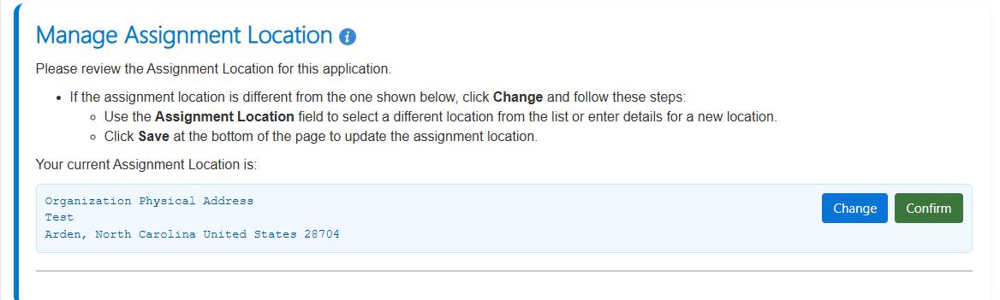 Manage Assignment Location
Please review the Assignment Location for this application.
If the assignment location is different from the one shown below, click Change and follow these steps:
Use the Assignment Location field to select a different location from the list or enter details for a new location.
Click Save at the bottom of the page to update the assignment location.
Your current Assignment Location is:
Organization Physical Address
Test
Arden, North Carolina United States 28704
Change Confirm